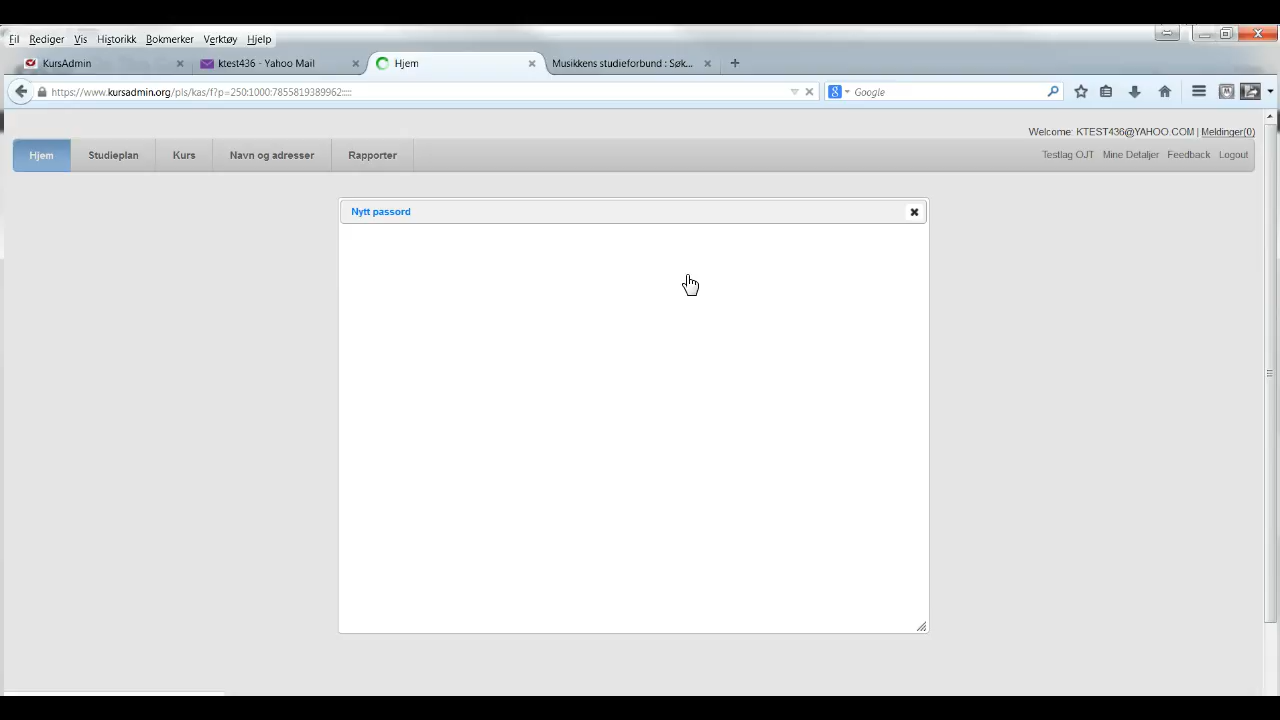 Fil Rediger Vis Historikk Bokmerker Verktøy Hjelp
KursAdmin ktest436 - Yahoo Mail Hjem Musikkens studieforbund : Søk...
https://www.kursadmin.org/pls/kas/f?p=250:1000:7855819389962::::: Google
Welcome: KTEST436@YAHOO.COM | Meldinger(0)
Hjem Studieplan Kurs Navn og adresser Rapporter Testlag OJT Mine Detaljer Feedback Logout
Nytt passord